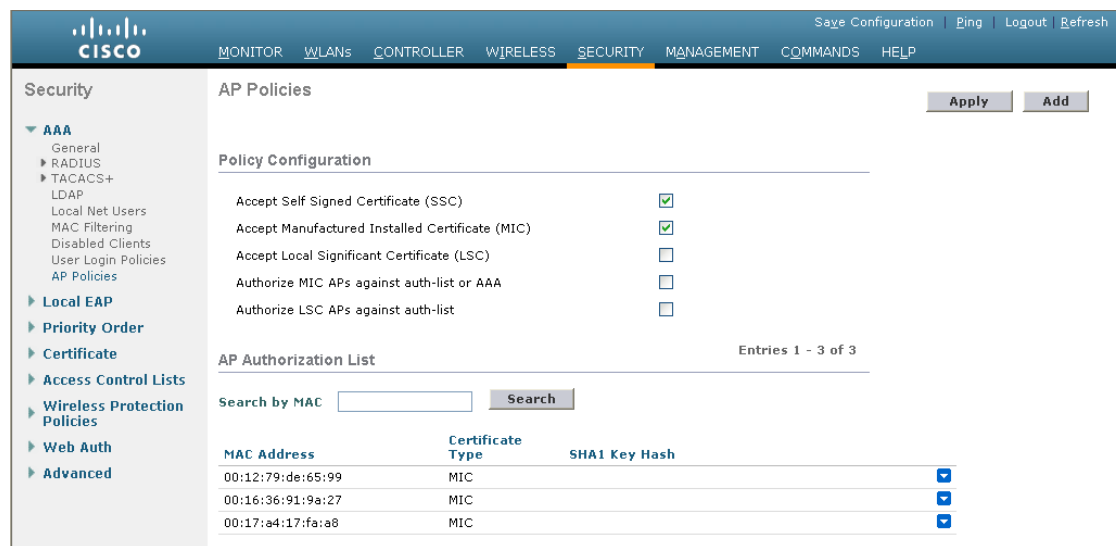 Save Configuration | Ping | Logout | Refresh
CISCO
MONITOR WLANs CONTROLLER WIRELESS SECURITY MANAGEMENT COMMANDS HELP
Security
AAA
General
RADIUS
TACACS+
LDAP
Local Net Users
MAC Filtering
Disabled Clients
User Login Policies
AP Policies
Local EAP
Priority Order
Certificate
Access Control Lists
Wireless Protection
Policies
Web Auth
Advanced
AP Policies
Apply Add
Policy Configuration
Accept Self Signed Certificate (SSC)
Accept Manufactured Installed Certificate (MIC)
Accept Local Significant Certificate (LSC)
Authorize MIC APs against auth-list or AAA
Authorize LSC APs against auth-list
AP Authorization List Entries 1 - 3 of 3
Search by MAC Search
MAC Address Certificate Type SHA1 Key Hash
00:12:79:de:65:99 MIC
00:16:36:91:9a:27 MIC
00:17:a4:17:fa:a8 MIC